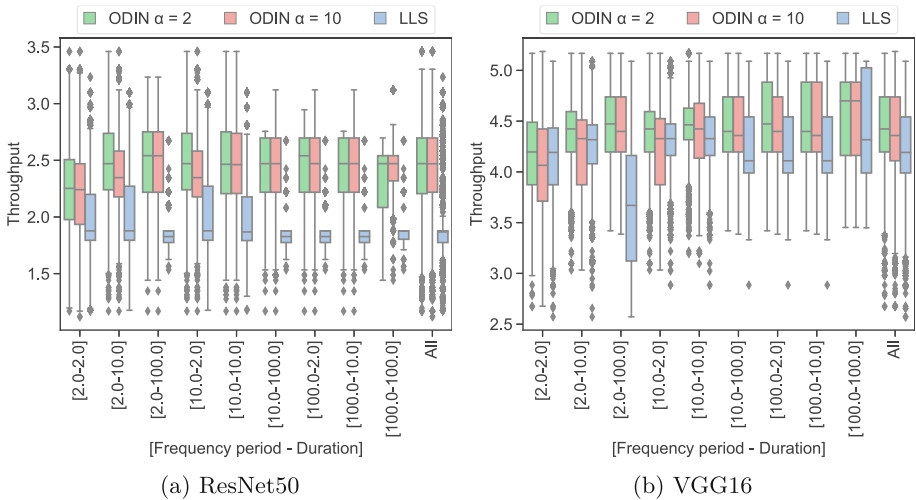 ODIN α = 2 ODIN α = 10 LLS
3.5
3.0
2.5
2.0
1.5
Throughput
[2.0-2.0]
[2.0-10.0]
[2.0-100.0]
[10.0-2.0]
[10.0-10.0]
[10.0-100.0]
[100.0-2.0]
[100.0-10.0]
[100.0-100.0]
All
[Frequency period - Duration]
(a) ResNet50
ODIN α = 2 ODIN α = 10 LLS
5.0
4.5
4.0
3.5
3.0
2.5
Throughput
[2.0-2.0]
[2.0-10.0]
[2.0-100.0]
[10.0-2.0]
[10.0-10.0]
[10.0-100.0]
[100.0-2.0]
[100.0-10.0]
[100.0-100.0]
All
[Frequency period - Duration]
(b) VGG16